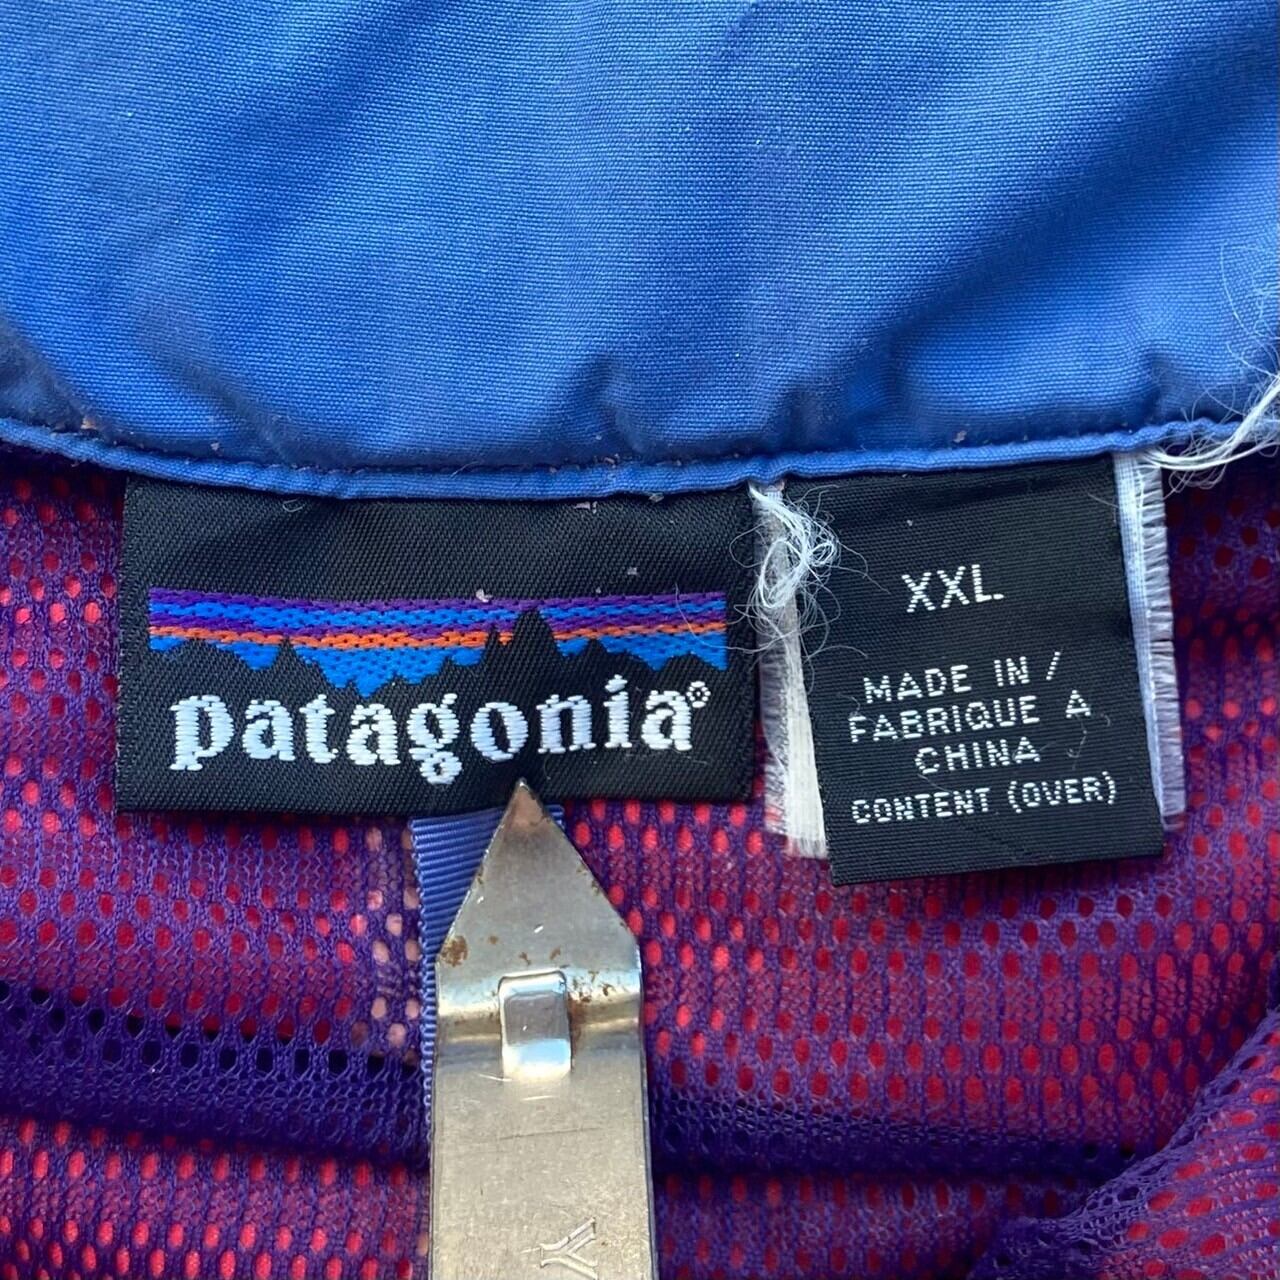 patagonia®
XXL
MADE IN /
FABRIQUE A
CHINA
CONTENT (OVER)
Y